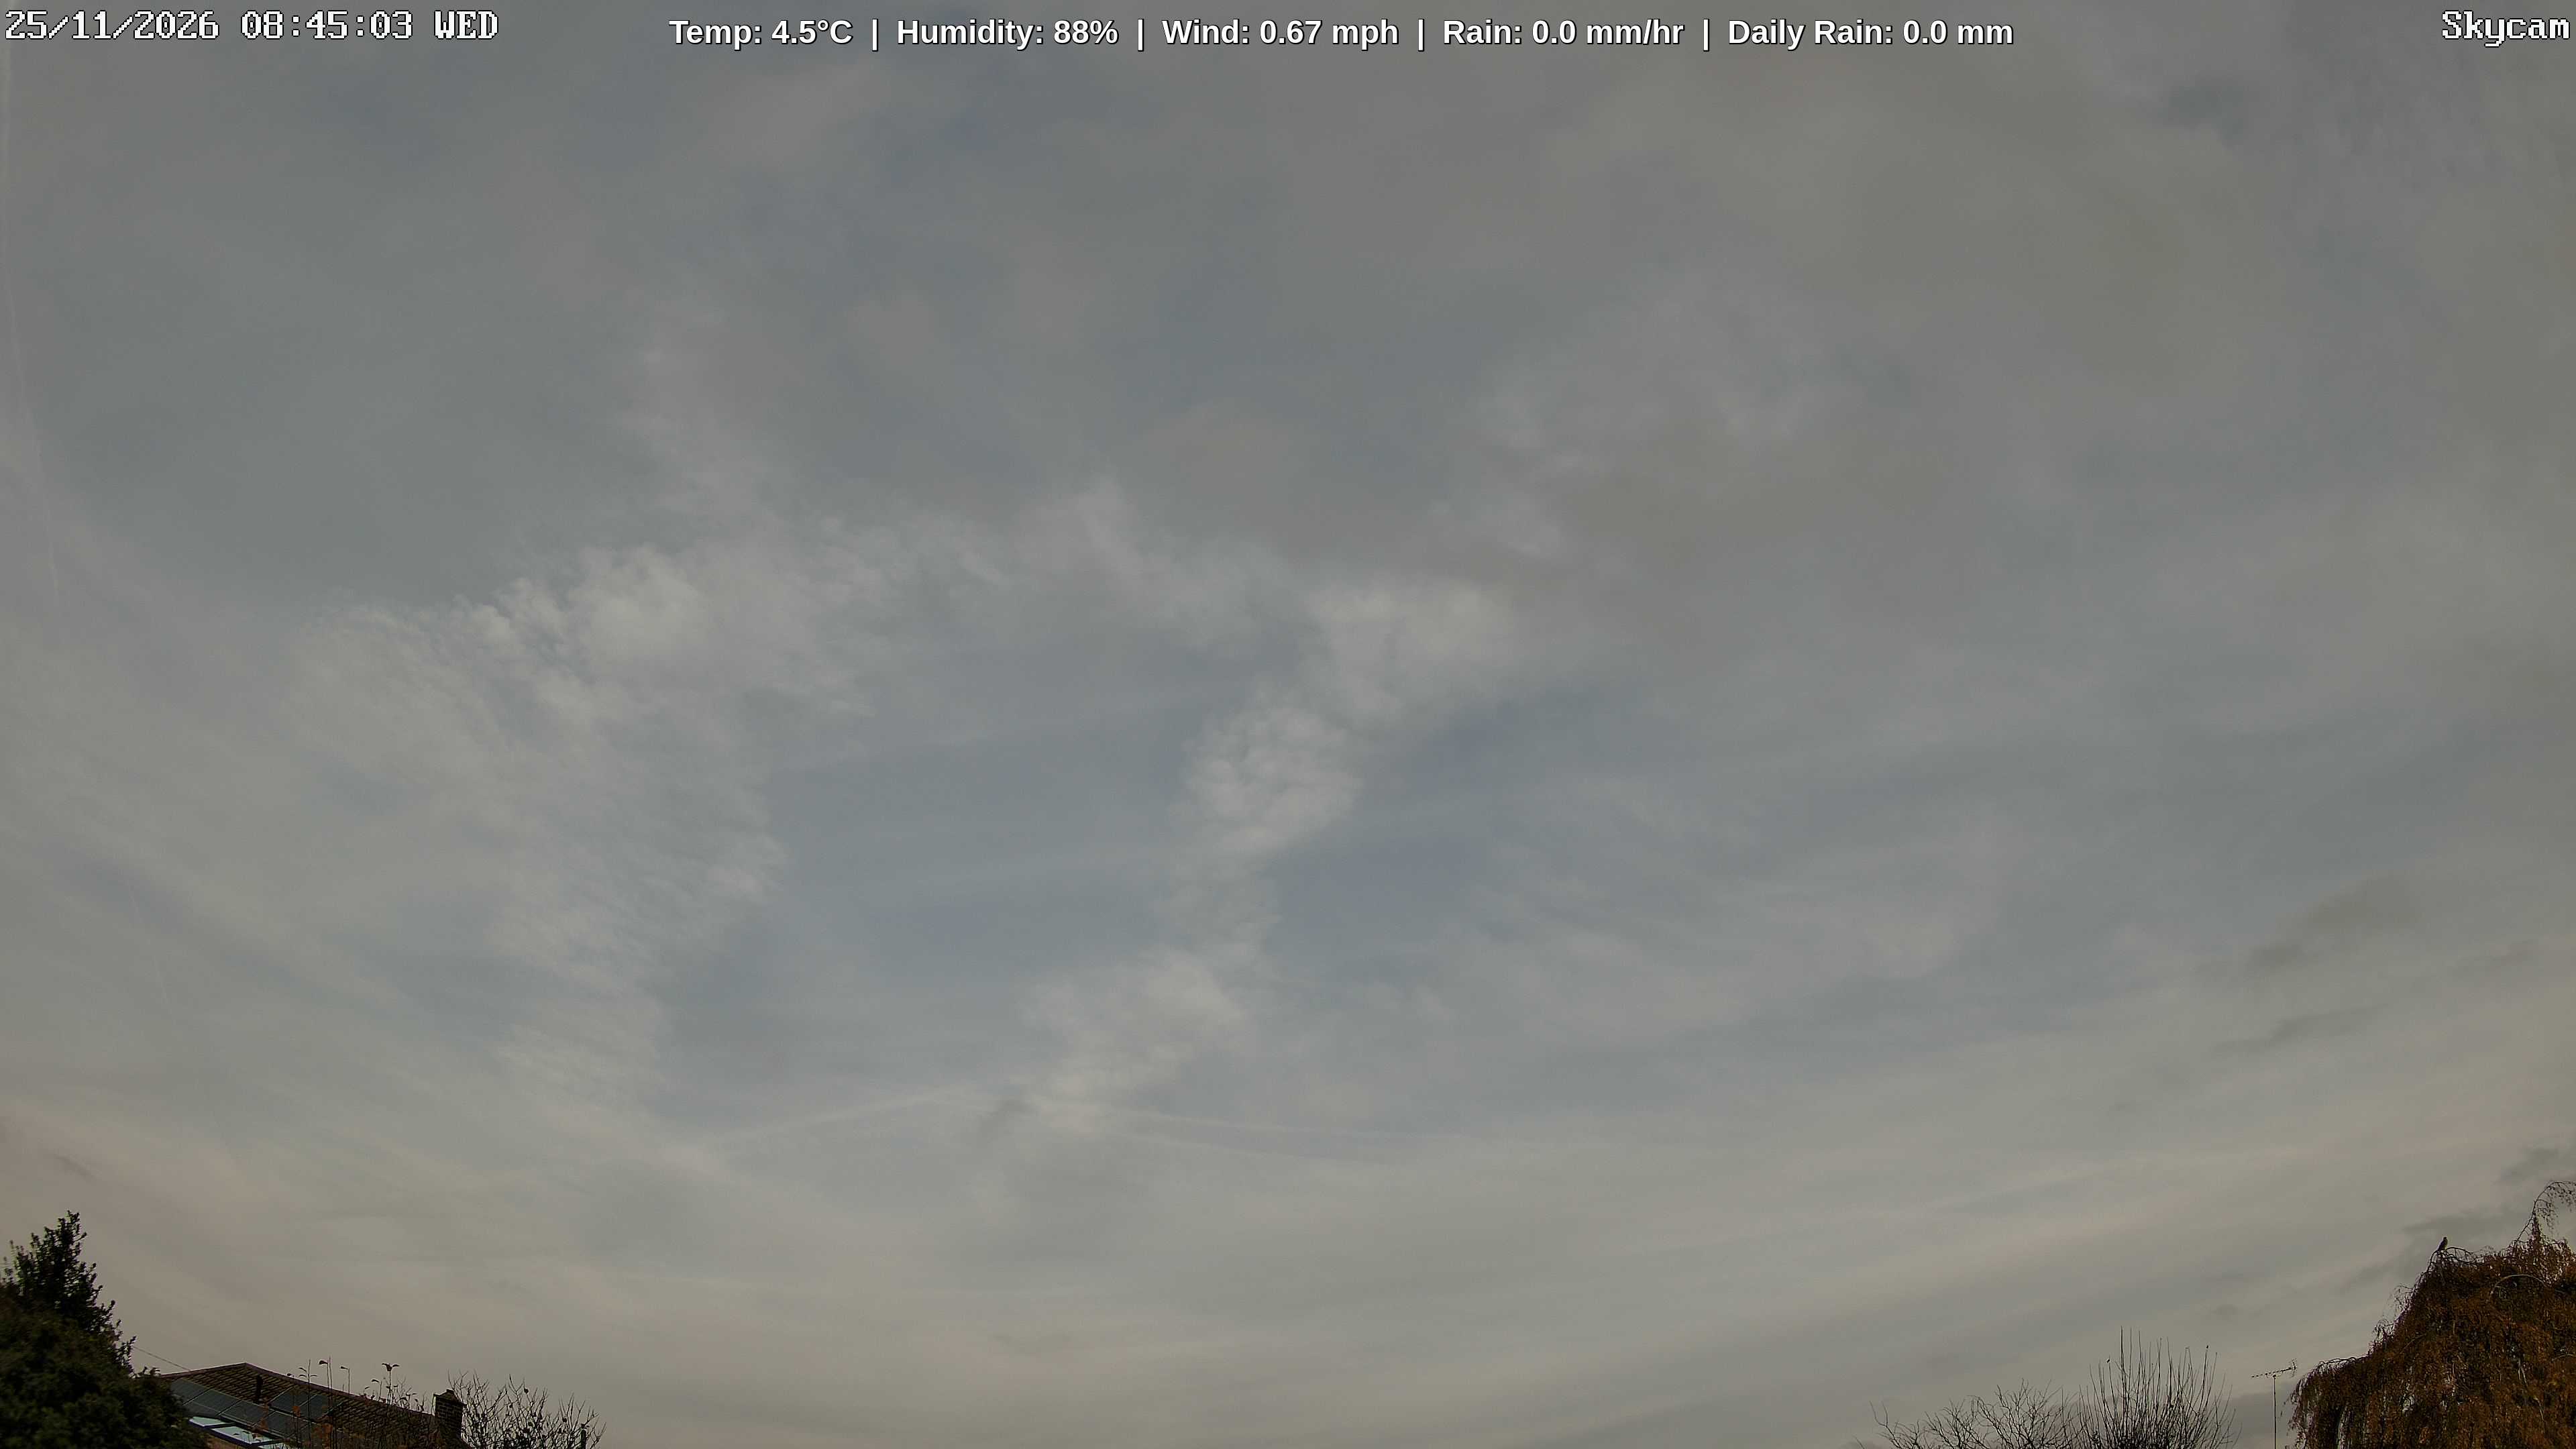 25/11/2026 08:45:03 WED
Temp: 4.5°C | Humidity: 88% | Wind: 0.67 mph | Rain: 0.0 mm/hr | Daily Rain: 0.0 mm
Skycam